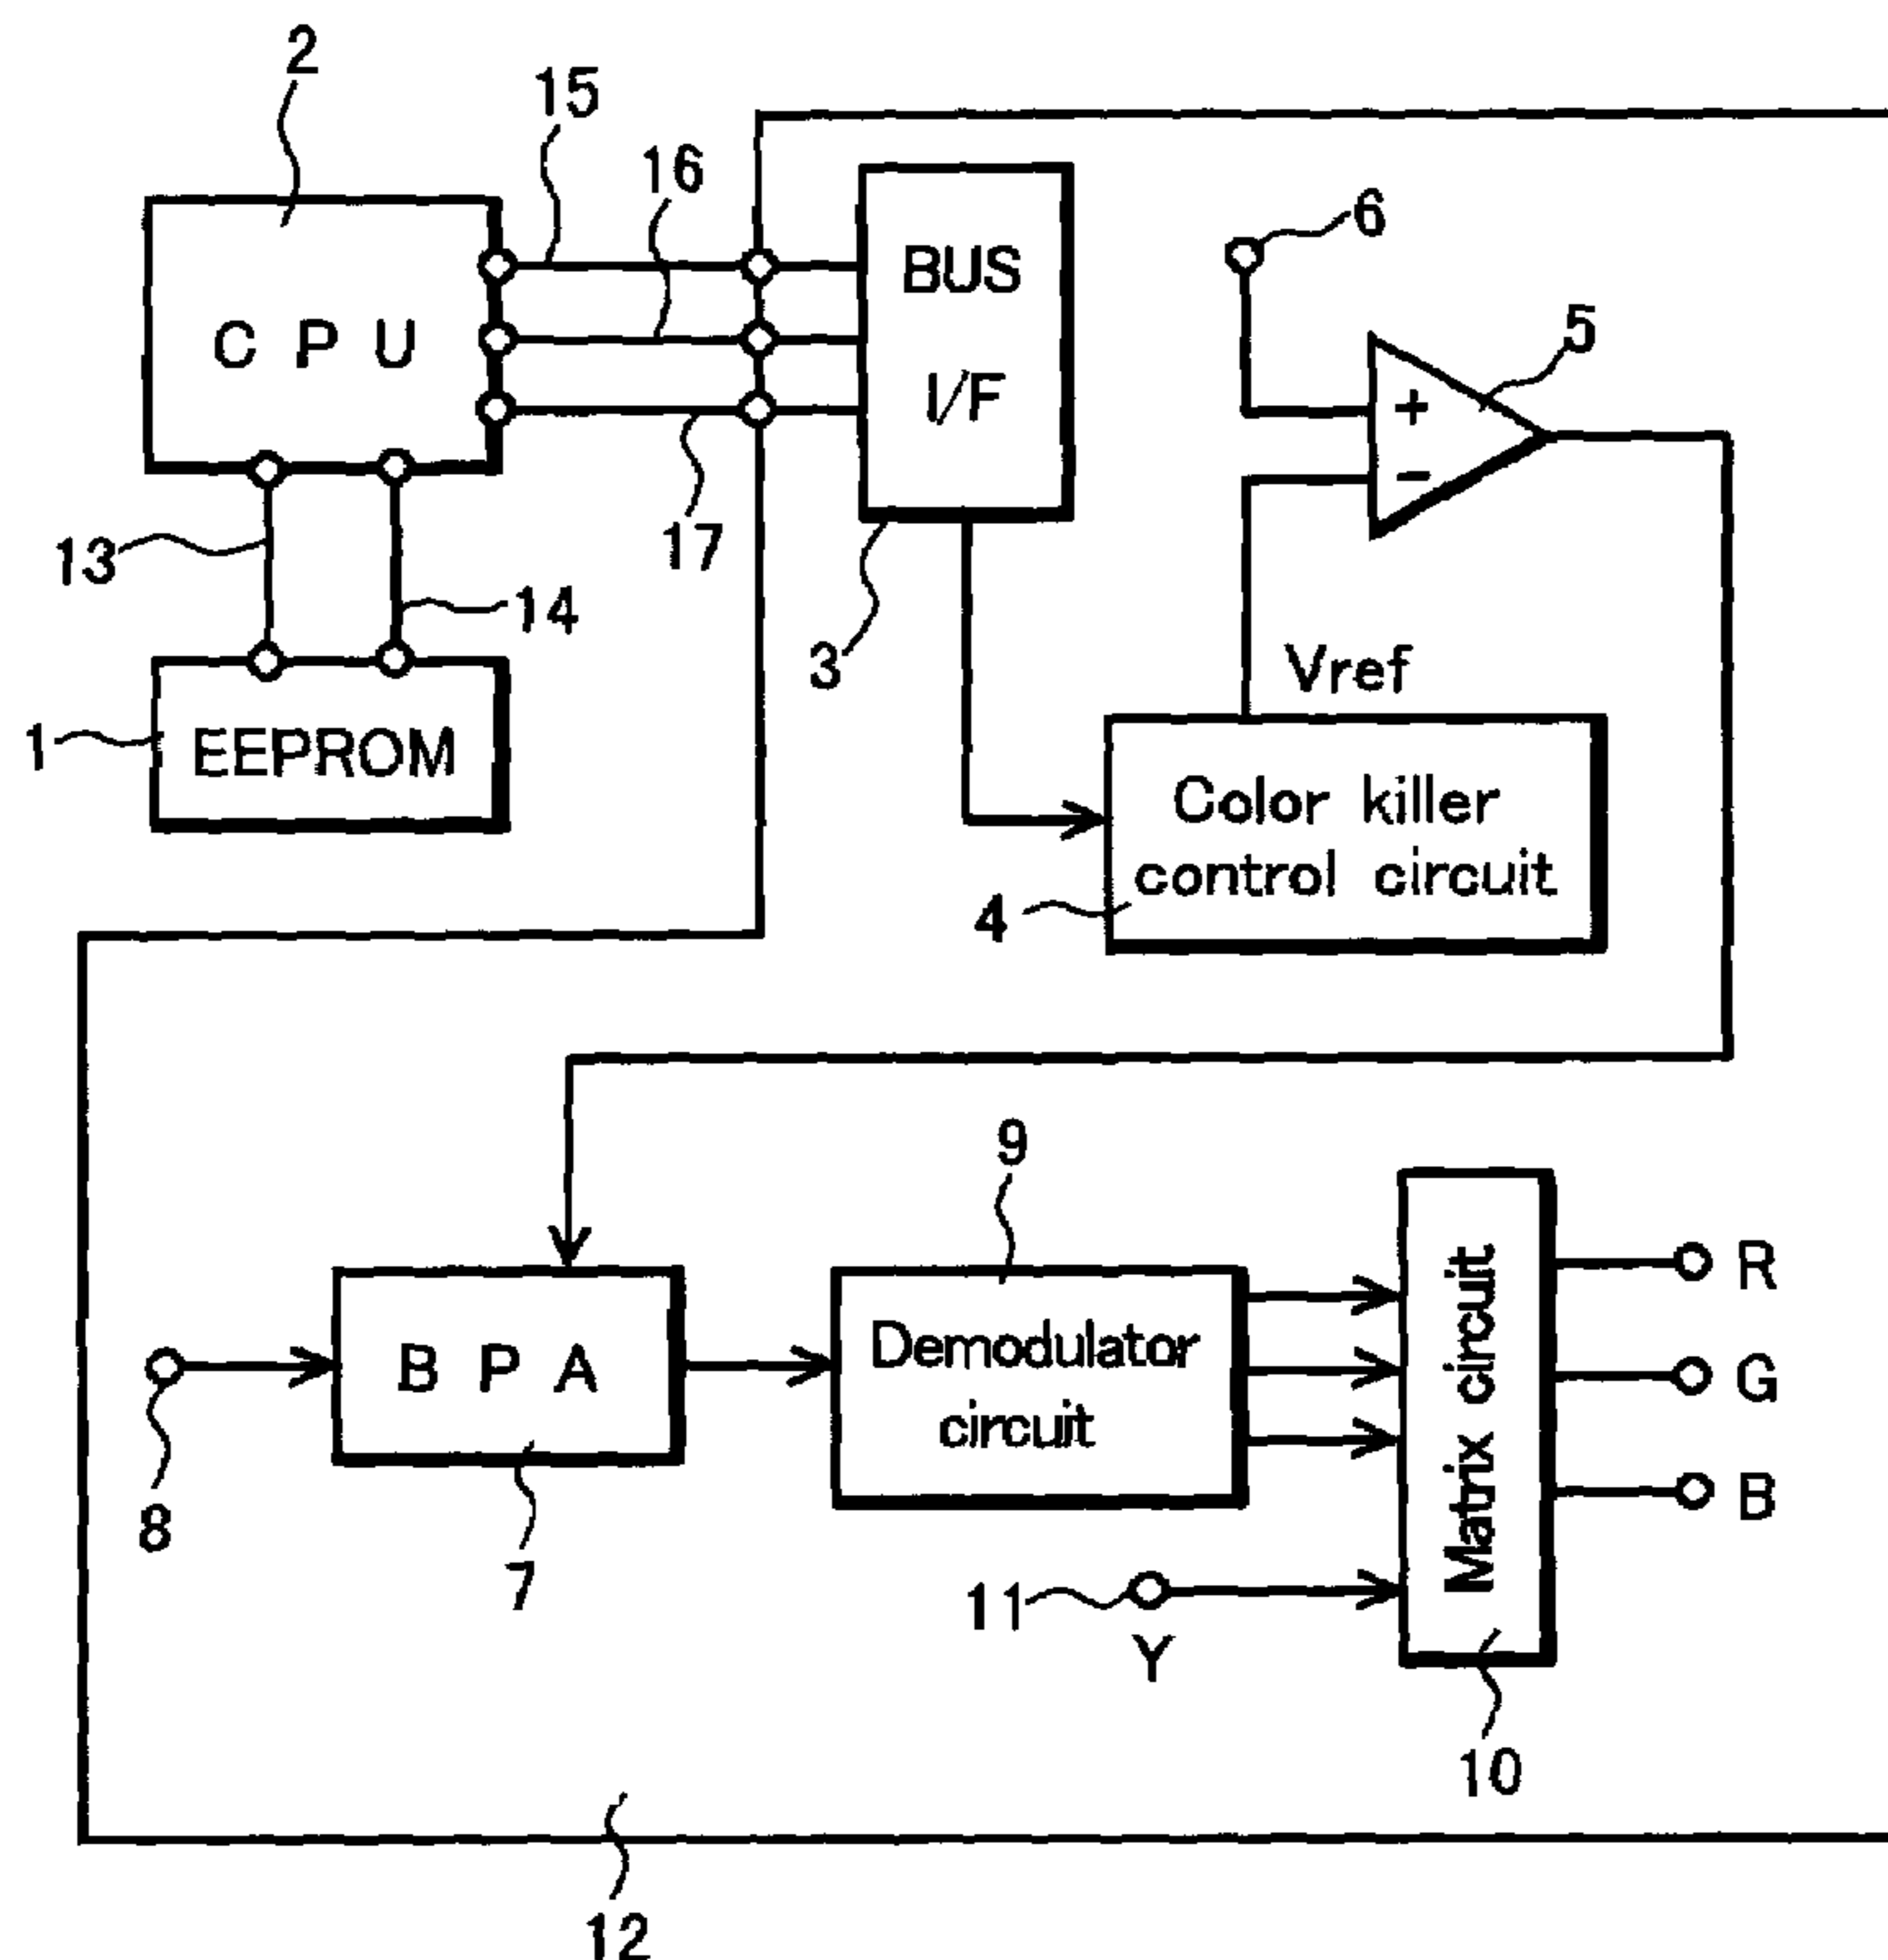 2
15
16
6
5
C P U
BUS
I/F
+
−
13
14
17
3
Vref
1
EEPROM
Color killer
control circuit
4
9
B P A
Demodulator
circuit
Matrix circuit
R
G
B
8
7
11
Y
10
12